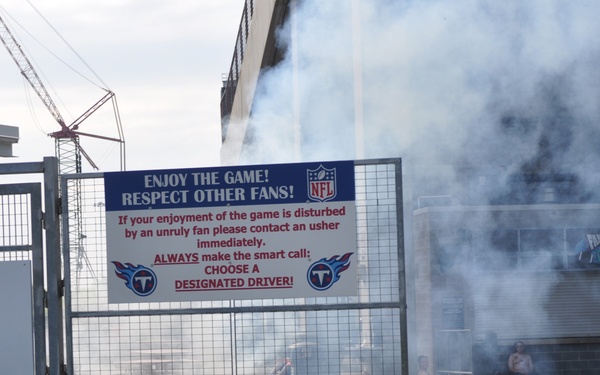 ENJOY THE GAME!
RESPECT OTHER FANS!
NFL
If your enjoyment of the game is disturbed
by an unruly fan please contact an usher
immediately.
ALWAYS make the smart call:
CHOOSE A
DESIGNATED DRIVER!
T
T